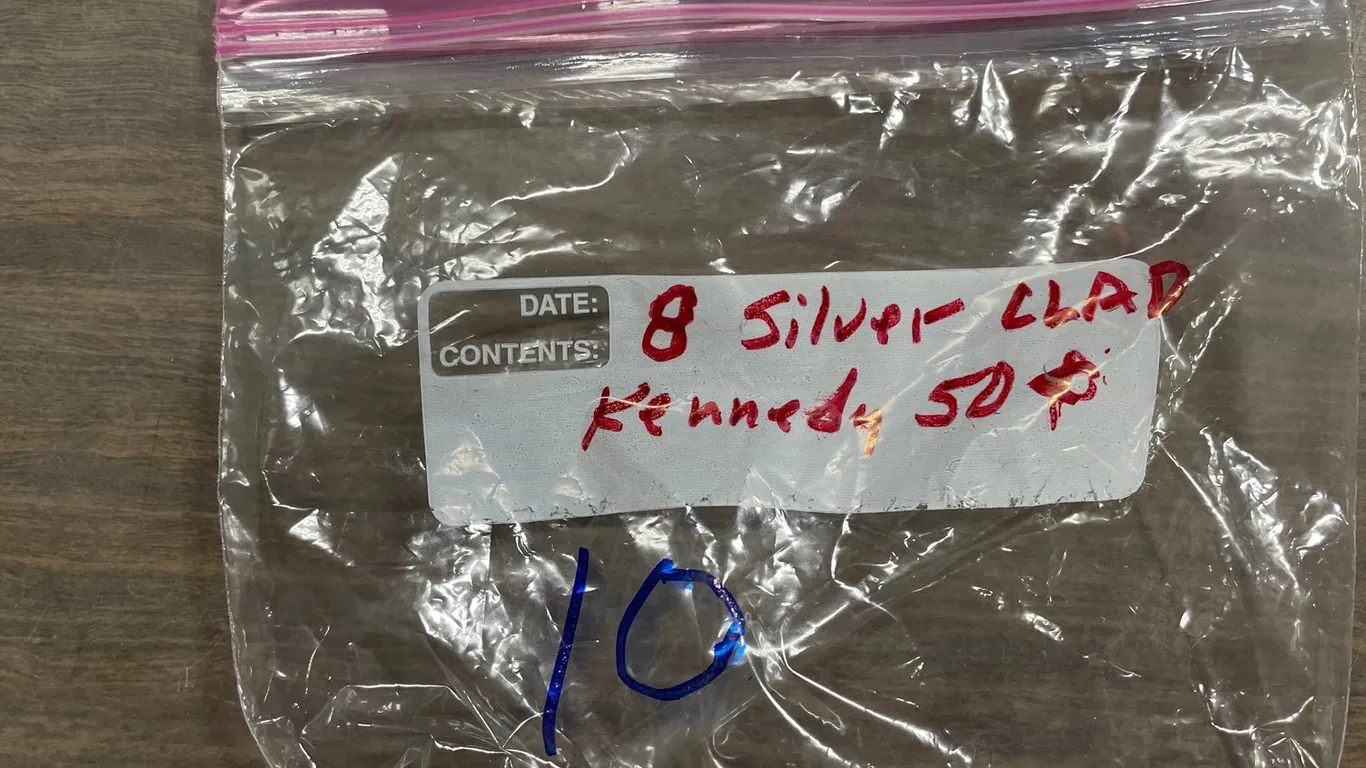 DATE:
CONTENTS:
8 Silver CLAD
Kennedy 50 ¢
10